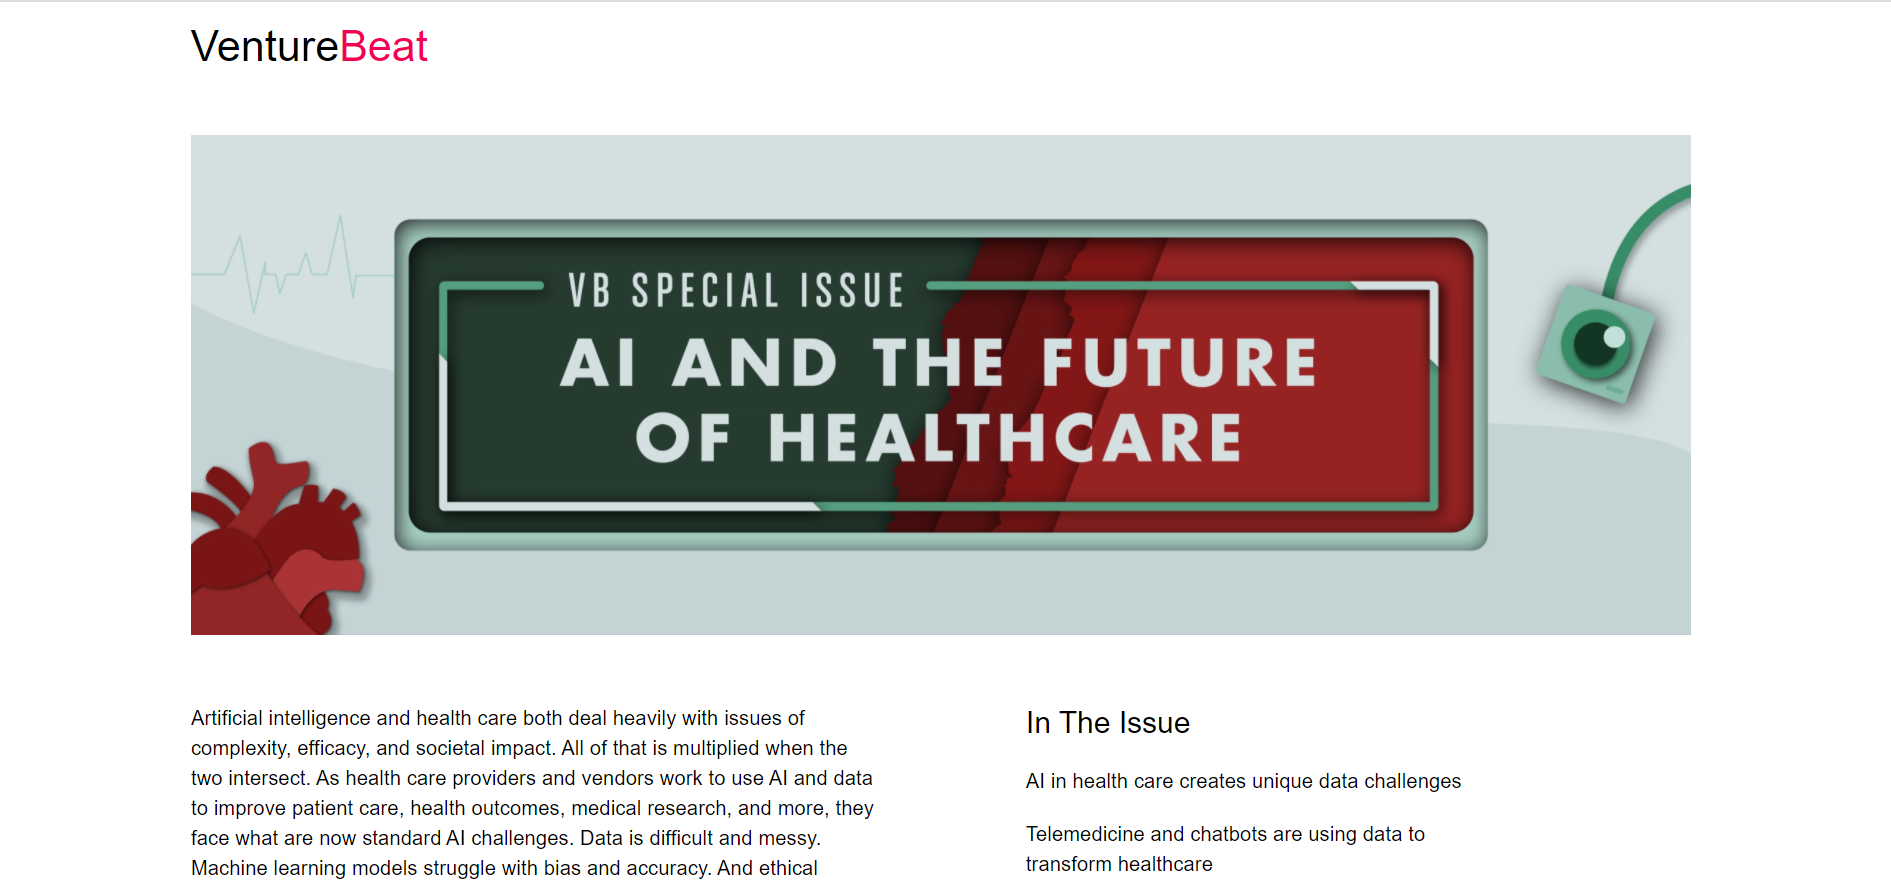 VentureBeat
VB SPECIAL ISSUE
AI AND THE FUTURE
OF HEALTHCARE
Artificial intelligence and health care both deal heavily with issues of
complexity, efficacy, and societal impact. All of that is multiplied when the
two intersect. As health care providers and vendors work to use AI and data
to improve patient care, health outcomes, medical research, and more, they
face what are now standard AI challenges. Data is difficult and messy.
Machine learning models struggle with bias and accuracy. And ethical
In The Issue
AI in health care creates unique data challenges
Telemedicine and chatbots are using data to
transform healthcare